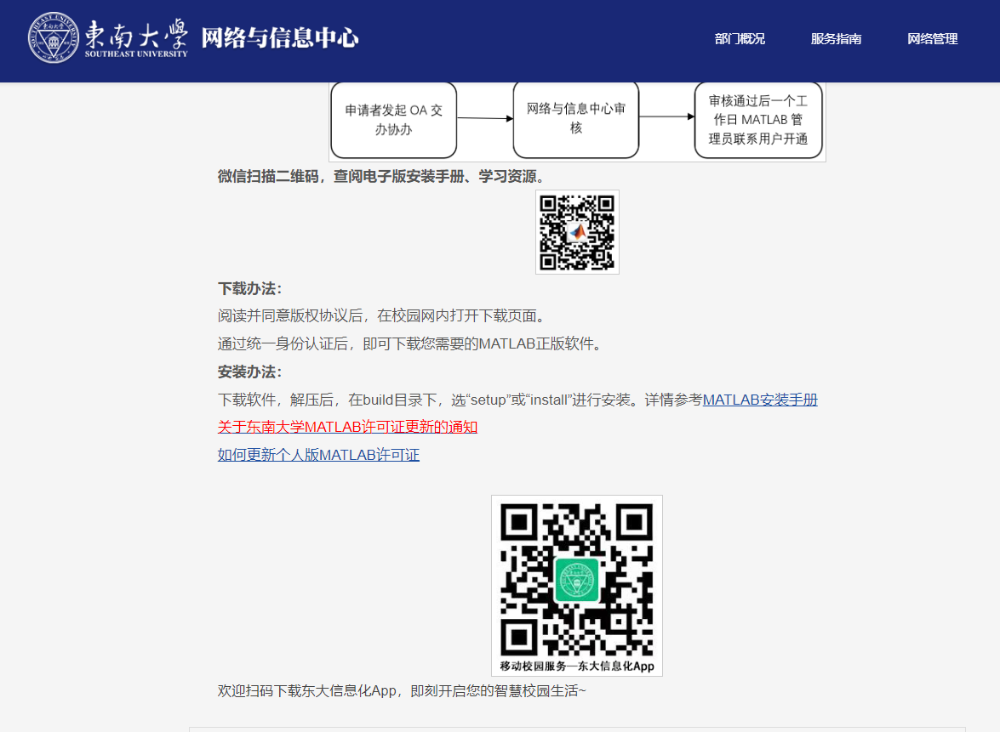 東南大學
SOUTHEAST UNIVERSITY
网络与信息中心
部门概况
服务指南
网络管理
申请者发起 OA 交
办协办
网络与信息中心审
核
审核通过后一个工
作日 MATLAB 管
理员联系用户开通
微信扫描二维码，查阅电子版安装手册、学习资源。
下载办法：
阅读并同意版权协议后，在校园网内打开下载页面。
通过统一身份认证后，即可下载您需要的MATLAB正版软件。
安装办法：
下载软件，解压后，在build目录下，选“setup”或“install”进行安装。详情参考MATLAB安装手册
关于东南大学MATLAB许可证更新的通知
如何更新个人版MATLAB许可证
移动校园服务—东大信息化App
欢迎扫码下载东大信息化App，即刻开启您的智慧校园生活~